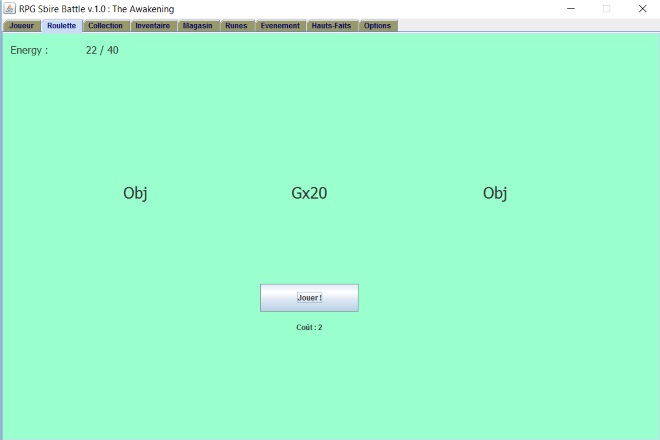 RPG Sbire Battle v.1.0 : The Awakening
Joueur Roulette Collection Inventaire Magasin Runes Evenement Hauts-Faits Options
Energy : 22 / 40
Obj Gx20 Obj
Jouer !
Coût : 2